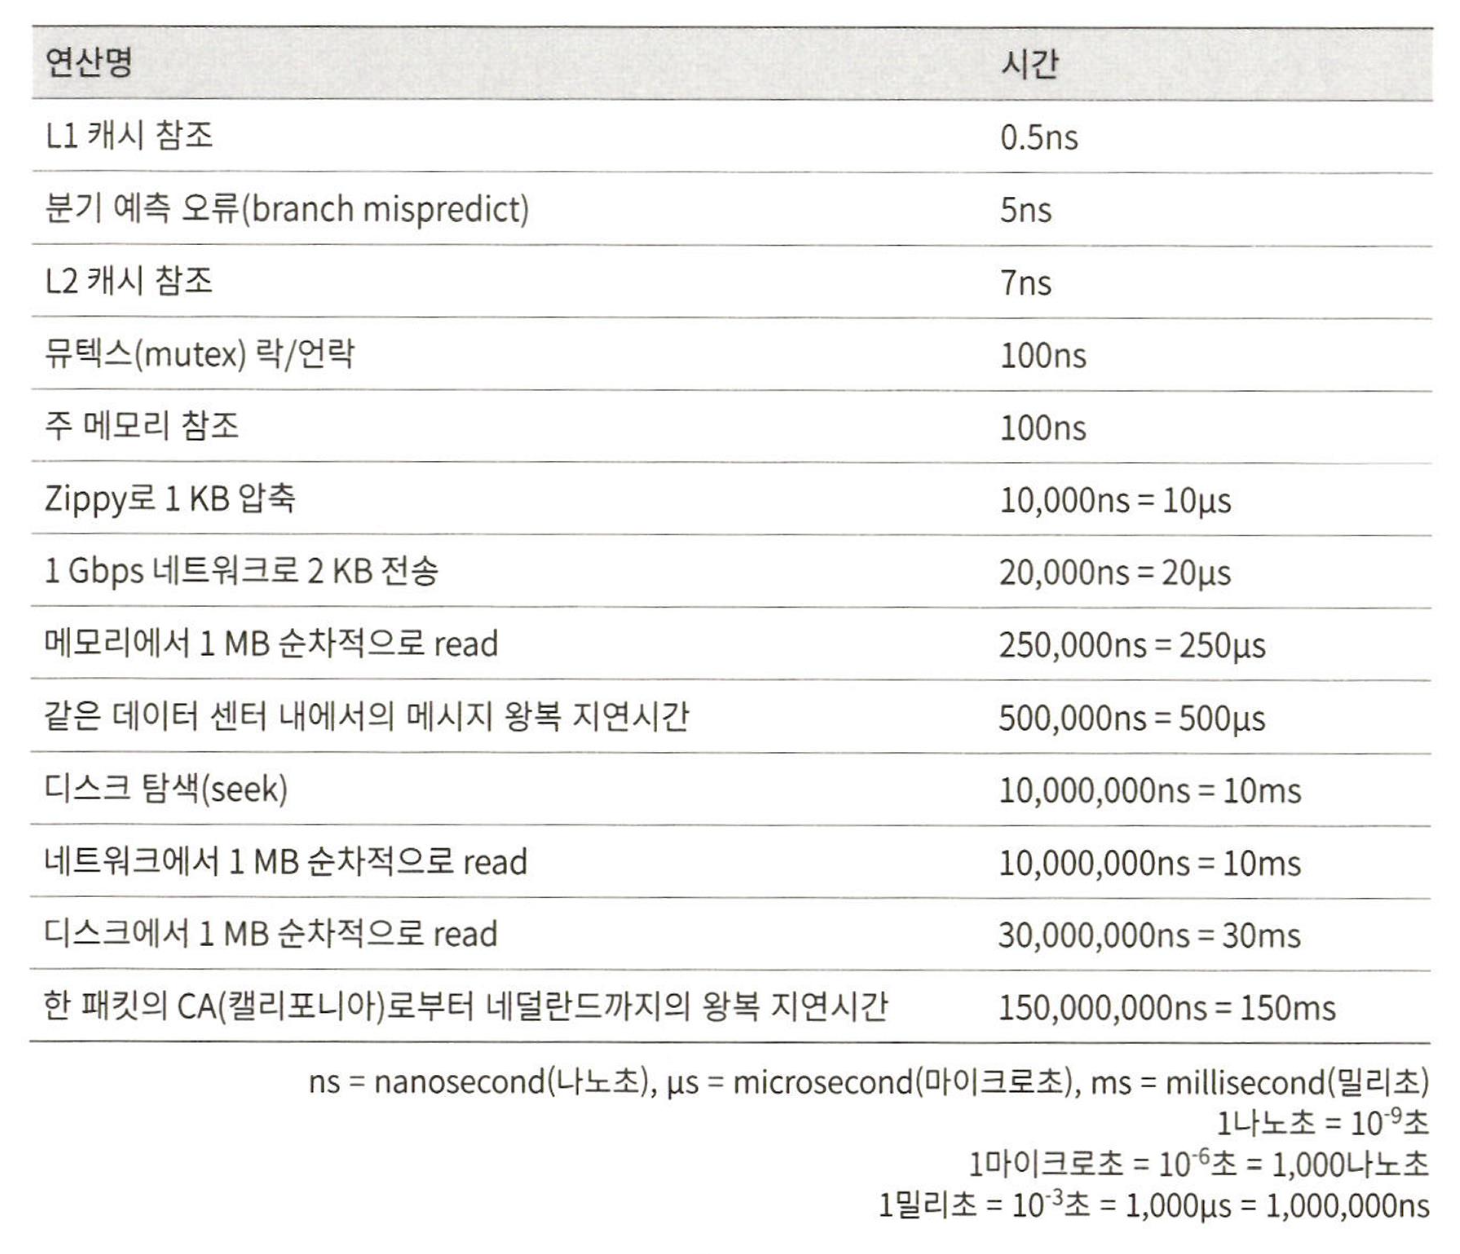 연산명 시간
L1 캐시 참조 0.5ns
분기 예측 오류(branch mispredict) 5ns
L2 캐시 참조 7ns
뮤텍스(mutex) 락/언락 100ns
주 메모리 참조 100ns
Zippy로 1 KB 압축 10,000ns = 10µs
1 Gbps 네트워크로 2 KB 전송 20,000ns = 20µs
메모리에서 1 MB 순차적으로 read 250,000ns = 250µs
같은 데이터 센터 내에서의 메시지 왕복 지연시간 500,000ns = 500µs
디스크 탐색(seek) 10,000,000ns = 10ms
네트워크에서 1 MB 순차적으로 read 10,000,000ns = 10ms
디스크에서 1 MB 순차적으로 read 30,000,000ns = 30ms
한 패킷의 CA(캘리포니아)로부터 네덜란드까지의 왕복 지연시간 150,000,000ns = 150ms
ns = nanosecond(나노초), µs = microsecond(마이크로초), ms = millisecond(밀리초)
1나노초 = 10⁻⁹초
1마이크로초 = 10⁻⁶초 = 1,000나노초
1밀리초 = 10⁻³초 = 1,000µs = 1,000,000ns